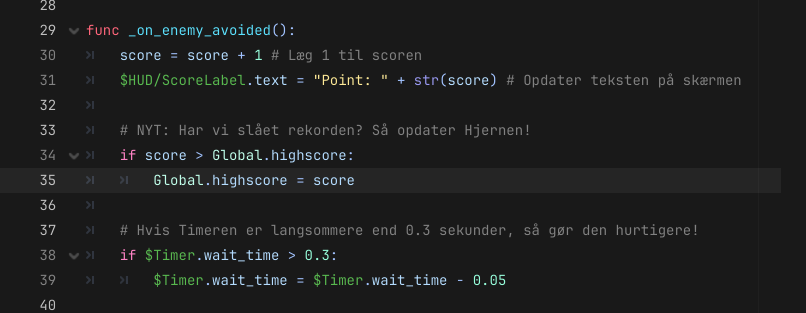 28
29 func _on_enemy_avoided():
30 score = score + 1 # Læg 1 til scoren
31 $HUD/ScoreLabel.text = "Point: " + str(score) # Opdater teksten på skærmen
32
33 # NYT: Har vi slået rekorden? Så opdater Hjernen!
34 if score > Global.highscore:
35 Global.highscore = score
36
37 # Hvis Timeren er langsommere end 0.3 sekunder, så gør den hurtigere!
38 if $Timer.wait_time > 0.3:
39 $Timer.wait_time = $Timer.wait_time - 0.05
40